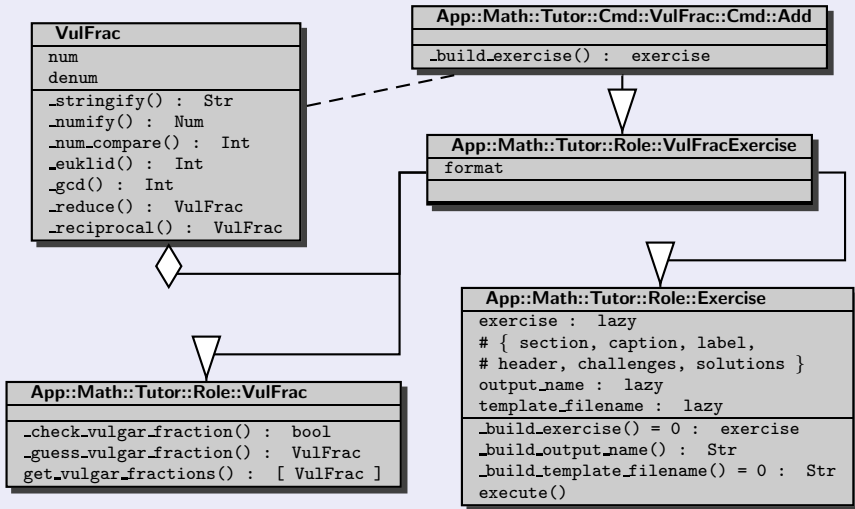 VulFrac
num
denum
_stringify() : Str
_numify() : Num
_num_compare() : Int
_euklid() : Int
_gcd() : Int
_reduce() : VulFrac
_reciprocal() : VulFrac
App::Math::Tutor::Cmd::VulFrac::Cmd::Add
_build_exercise() : exercise
App::Math::Tutor::Role::VulFracExercise
format
App::Math::Tutor::Role::VulFrac
_check_vulgar_fraction() : bool
_guess_vulgar_fraction() : VulFrac
get_vulgar_fractions() : [ VulFrac ]
App::Math::Tutor::Role::Exercise
exercise : lazy
# { section, caption, label,
# header, challenges, solutions }
output_name : lazy
template_filename : lazy
_build_exercise() = 0 : exercise
_build_output_name() : Str
_build_template_filename() = 0 : Str
execute()